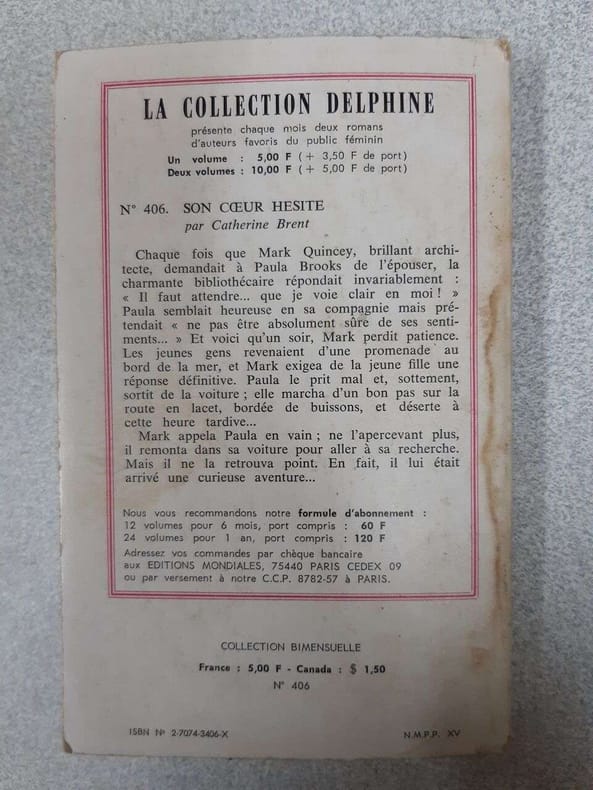 LA COLLECTION DELPHINE
présente chaque mois deux romans
d'auteurs favoris du public féminin
Un volume : 5,00 F (+ 3,50 F de port)
Deux volumes : 10,00 F (+ 5,00 F de port)
N° 406. SON CŒUR HESITE
par Catherine Brent
Chaque fois que Mark Quincey, brillant archi-
tecte, demandait à Paula Brooks de l'épouser, la
charmante bibliothécaire répondait invariablement :
« Il faut attendre... que je voie clair en moi ! »
Paula semblait heureuse en sa compagnie mais pré-
tendait « ne pas être absolument sûre de ses senti-
ments... » Et voici qu'un soir, Mark perdit patience.
Les jeunes gens revenaient d'une promenade au
bord de la mer, et Mark exigea de la jeune fille une
réponse définitive. Paula le prit mal et, sottement,
sortit de la voiture ; elle marcha d'un bon pas sur la
route en lacet, bordée de buissons, et déserte à
cette heure tardive...
Mark appela Paula en vain ; ne l'apercevant plus,
il remonta dans sa voiture pour aller à sa recherche.
Mais il ne la retrouva point. En fait, il lui était
arrivé une curieuse aventure...
Nous vous recommandons notre formule d'abonnement :
12 volumes pour 6 mois, port compris : 60 F
24 volumes pour 1 an, port compris : 120 F
Adressez vos commandes par chèque bancaire
aux EDITIONS MONDIALES, 75440 PARIS CEDEX 09
ou par versement à notre C.C.P. 8782-57 à PARIS.
COLLECTION BIMENSUELLE
France : 5,00 F - Canada : $ 1,50
N° 406
ISBN N° 2-7074-3406-X
N.M.P.P. XV